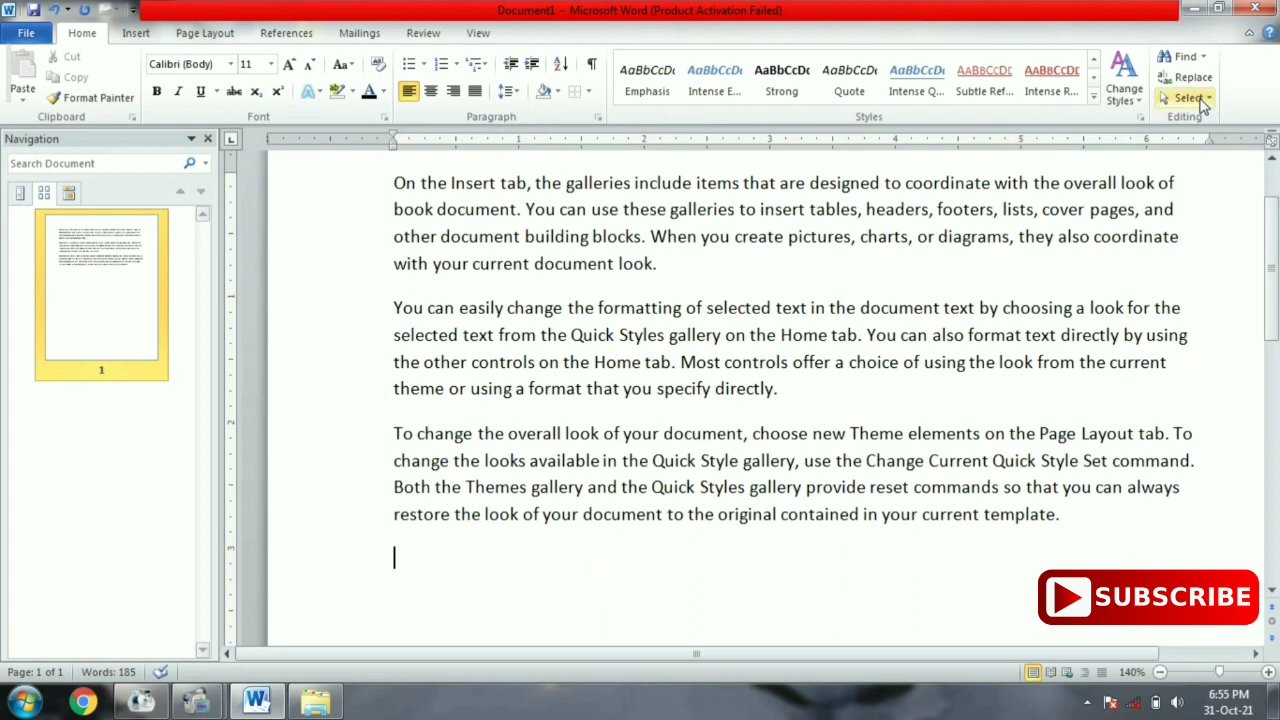 Document1 - Microsoft Word (Product Activation Failed)
File Home Insert Page Layout References Mailings Review View
Paste
Cut
Copy
Format Painter
Clipboard
Calibri (Body) 11
Font
Paragraph
AaBbCcDc AaBbCcDc AaBbCcDc AaBbCcDc AaBbCcDc AaBbCcDc AaBbCcDc
Emphasis Intense E... Strong Quote Intense Q... Subtle Ref... Intense R...
Change
Styles
Styles
Find
Replace
Select
Editing
Navigation
Search Document
1
1 2 3 4 5 6
1
2
3
On the Insert tab, the galleries include items that are designed to coordinate with the overall look of
book document. You can use these galleries to insert tables, headers, footers, lists, cover pages, and
other document building blocks. When you create pictures, charts, or diagrams, they also coordinate
with your current document look.
You can easily change the formatting of selected text in the document text by choosing a look for the
selected text from the Quick Styles gallery on the Home tab. You can also format text directly by using
the other controls on the Home tab. Most controls offer a choice of using the look from the current
theme or using a format that you specify directly.
To change the overall look of your document, choose new Theme elements on the Page Layout tab. To
change the looks available in the Quick Style gallery, use the Change Current Quick Style Set command.
Both the Themes gallery and the Quick Styles gallery provide reset commands so that you can always
restore the look of your document to the original contained in your current template.
SUBSCRIBE
Page: 1 of 1 Words: 185 140%
6:55 PM
31-Oct-21